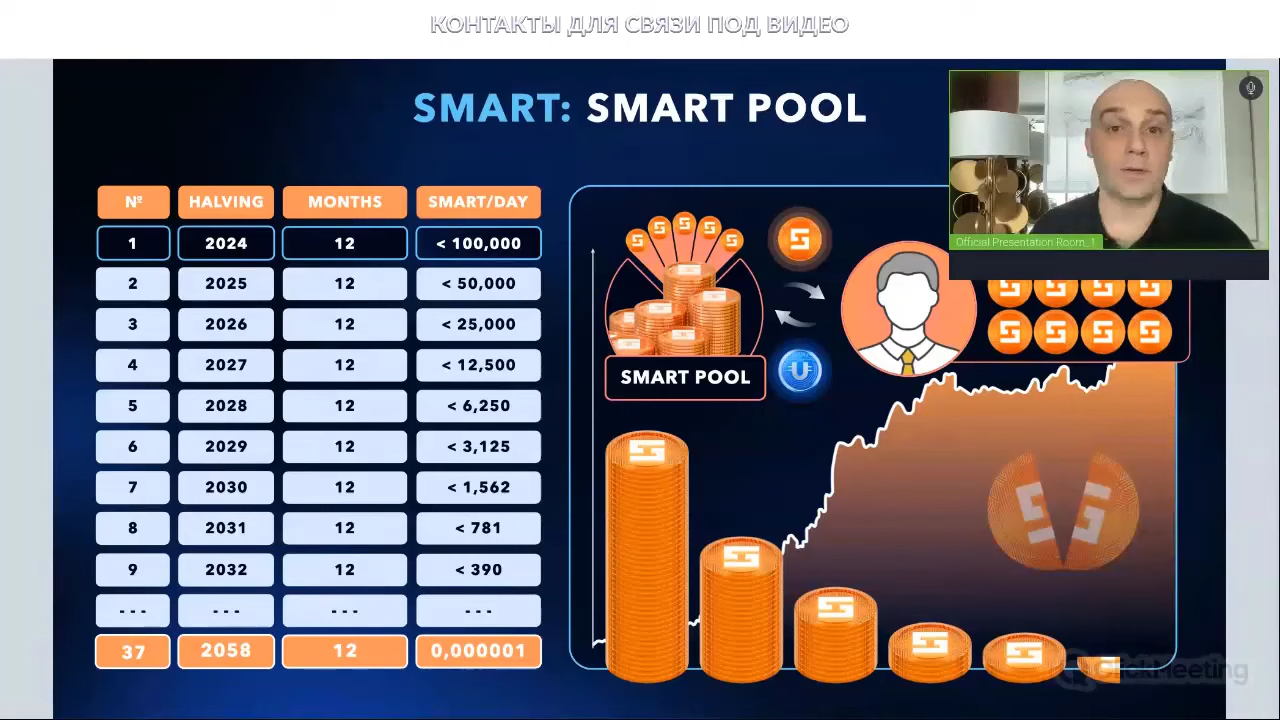 КОНТАКТЫ ДЛЯ СВЯЗИ ПОД ВИДЕО
SMART: SMART POOL
Official Presentation Room_1
№ HALVING MONTHS SMART/DAY
1 2024 12 < 100,000
2 2025 12 < 50,000
3 2026 12 < 25,000
4 2027 12 < 12,500
5 2028 12 < 6,250
6 2029 12 < 3,125
7 2030 12 < 1,562
8 2031 12 < 781
9 2032 12 < 390
--- --- --- ---
37 2058 12 0,000001
SMART POOL
ClickMeeting